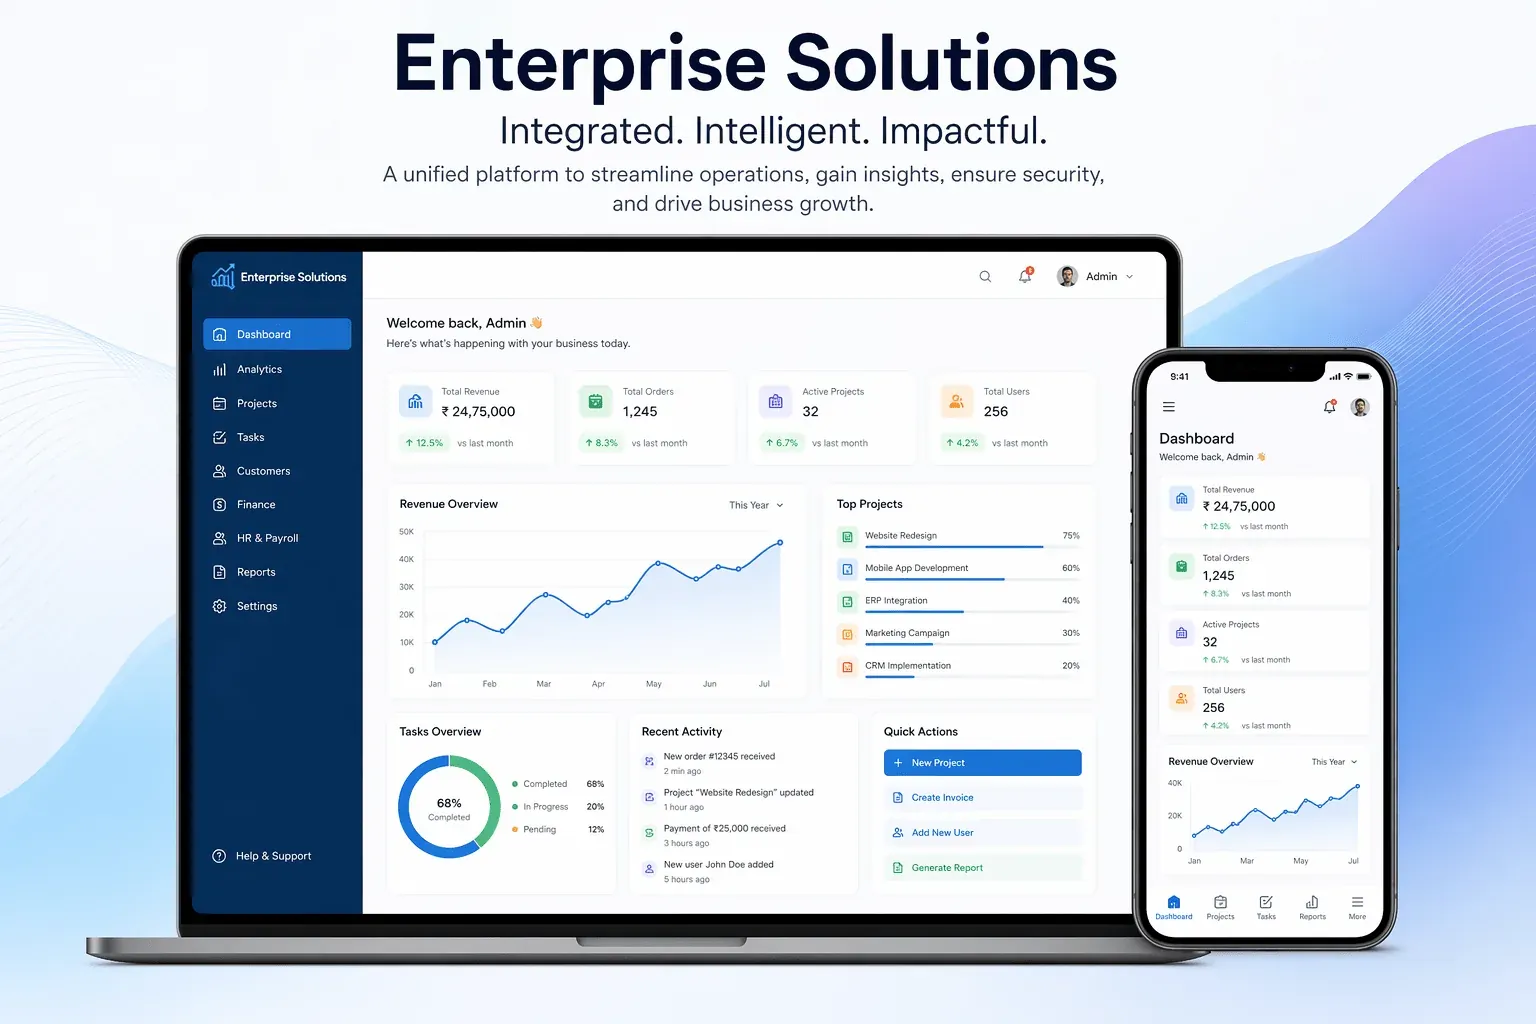 Enterprise Solutions
Integrated. Intelligent. Impactful.
A unified platform to streamline operations, gain insights, ensure security,
and drive business growth.
Enterprise Solutions
Dashboard
Analytics
Projects
Tasks
Customers
Finance
HR & Payroll
Reports
Settings
Help & Support
Admin
Welcome back, Admin 👋
Here's what's happening with your business today.
Total Revenue
₹ 24,75,000
↑ 12.5% vs last month
Total Orders
1,245
↑ 8.3% vs last month
Active Projects
32
↑ 6.7% vs last month
Total Users
256
↑ 4.2% vs last month
Revenue Overview
This Year
50K
40K
30K
20K
10K
0
Jan Feb Mar Apr May Jun Jul
Top Projects
Website Redesign 75%
Mobile App Development 60%
ERP Integration 40%
Marketing Campaign 30%
CRM Implementation 20%
Tasks Overview
68%
Completed
Completed 68%
In Progress 20%
Pending 12%
Recent Activity
New order #12345 received
2 min ago
Project "Website Redesign" updated
1 hour ago
Payment of ₹25,000 received
3 hours ago
New user John Doe added
5 hours ago
Quick Actions
+ New Project
Create Invoice
Add New User
Generate Report
9:41
Dashboard
Welcome back, Admin 👋
Total Revenue
₹ 24,75,000
↑ 12.5% vs last month
Total Orders
1,245
↑ 8.3% vs last month
Active Projects
32
↑ 6.7% vs last month
Total Users
256
↑ 4.2% vs last month
Revenue Overview
This Year
40K
20K
0
Jan Mar May Jul
Dashboard Projects Tasks Reports More